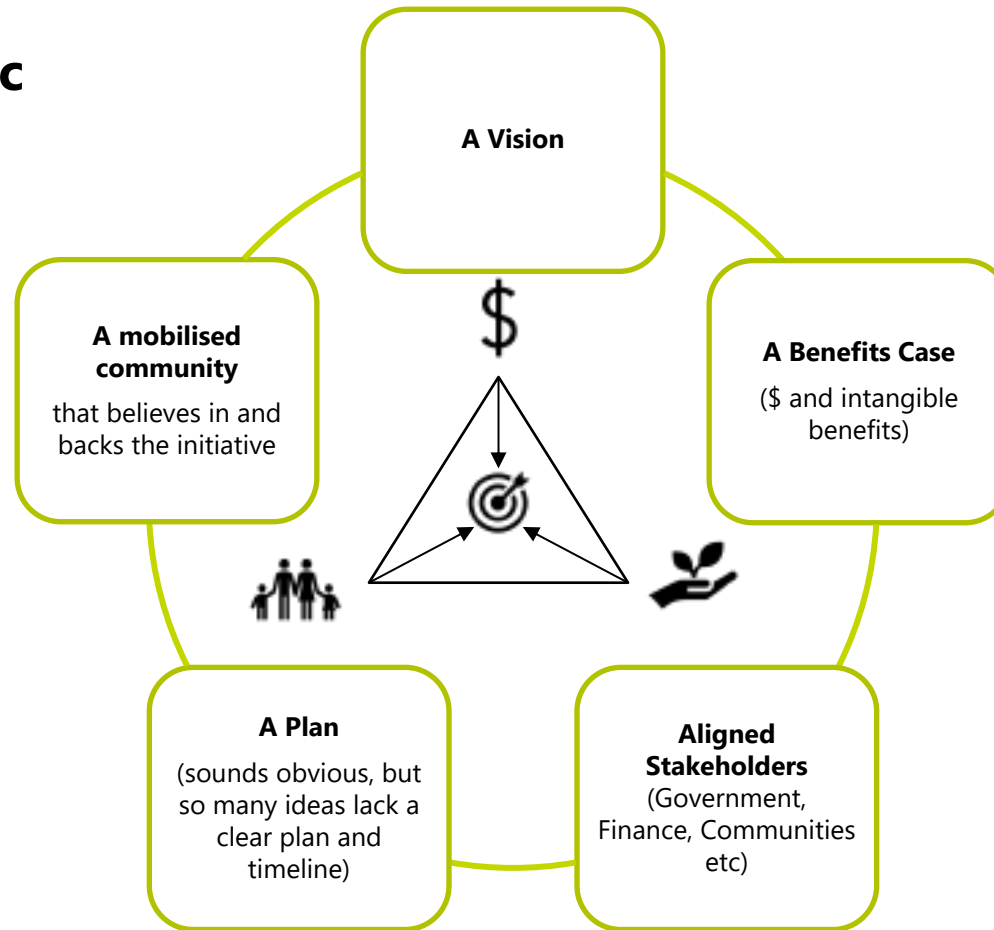 c
A Vision
A mobilised
community
that believes in and
backs the initiative
$
A Benefits Case
($ and intangible
benefits)
A Plan
(sounds obvious, but
so many ideas lack a
clear plan and
timeline)
Aligned
Stakeholders
(Government,
Finance, Communities
etc)